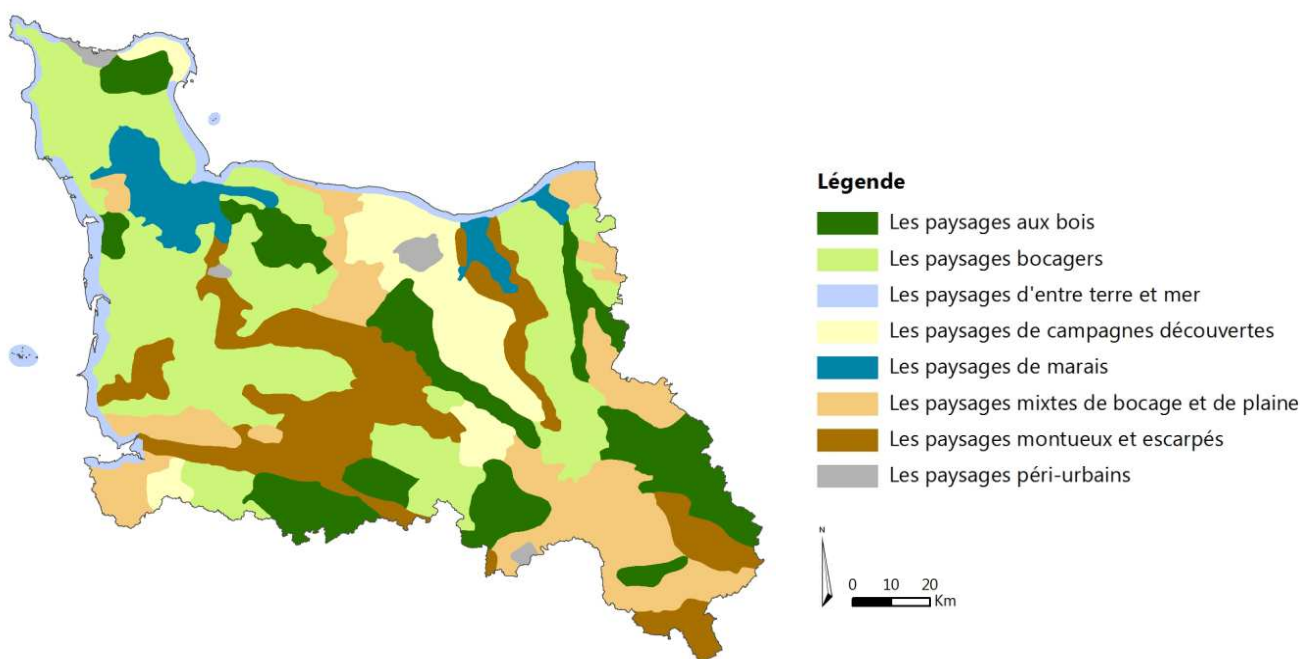 Légende
Les paysages aux bois
Les paysages bocagers
Les paysages d'entre terre et mer
Les paysages de campagnes découvertes
Les paysages de marais
Les paysages mixtes de bocage et de plaine
Les paysages montueux et escarpés
Les paysages péri-urbains
N
0 10 20
Km